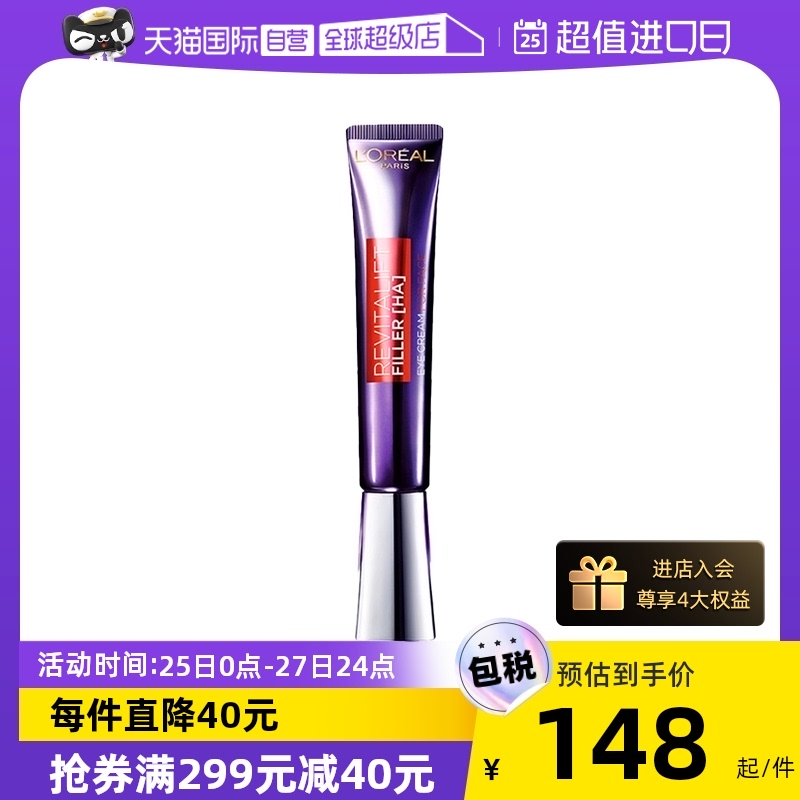 天猫国际自营 全球超级店 25 超值进口日
L'ORÉAL
PARIS
REVITALIFT
FILLER [HA]
EYE CREAM
进店入会
尊享4大权益
活动时间:25日0点-27日24点
包税
预估到手价
每件直降40元
¥148起/件
抢券满299元减40元